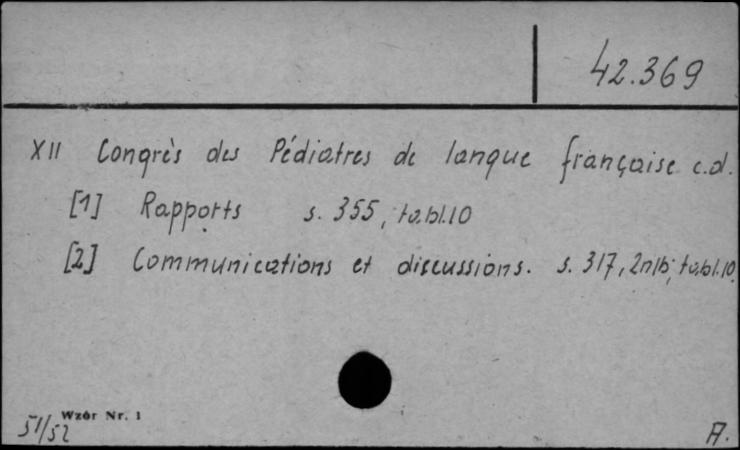 42.369
XII Congrès des Pédiatres de langue française c.d.
[1] Rapports s. 355, tabl.10
[2] Communications et discussions. s. 317, 2nlb; tabl.10
Wzór Nr. 1
51/52
A.